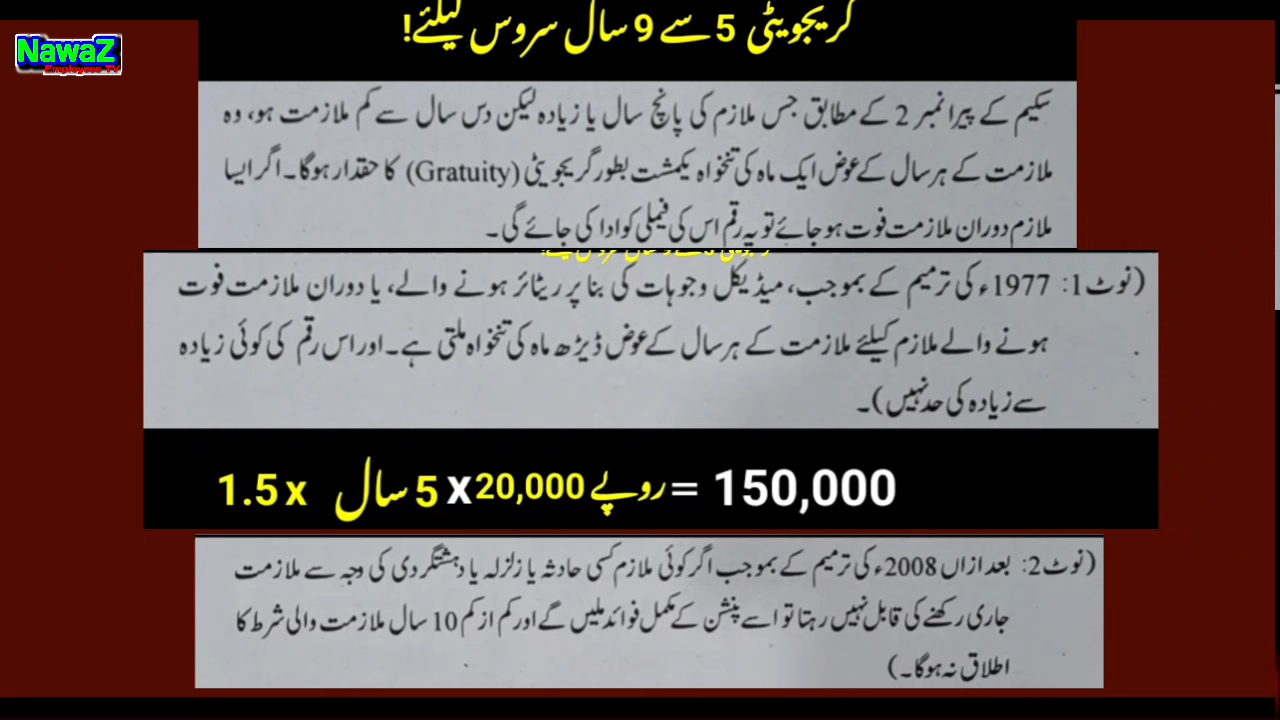 NawaZ
Employees TV
گریجویٹی 5 سے 9 سال سروس کیلئے!
سکیم کے پیرا نمبر 2 کے مطابق جس ملازم کی پانچ سال یا زیادہ لیکن دس سال سے کم ملازمت ہو، وہ
ملازمت کے ہر سال کے عوض ایک ماہ کی تنخواہ یکمشت بطور گریجویٹی (Gratuity) کا حقدار ہوگا۔ اگر ایسا
ملازم دوران ملازمت فوت ہو جائے تو یہ رقم اس کی فیملی کو ادا کی جائے گی۔
(نوٹ 1: 1977ء کی ترمیم کے بموجب، میڈیکل وجوہات کی بنا پر ریٹائر ہونے والے، یا دوران ملازمت فوت
ہونے والے ملازم کیلئے ملازمت کے ہر سال کے عوض ڈیڑھ ماہ کی تنخواہ ملتی ہے۔ اور اس رقم کی کوئی زیادہ
سے زیادہ کی حد نہیں)۔
1.5 x 5 سال x 20,000 روپے = 150,000
(نوٹ 2: بعد ازاں 2008ء کی ترمیم کے بموجب اگر کوئی ملازم کسی حادثہ یا زلزلہ یا دہشتگردی کی وجہ سے ملازمت
جاری رکھنے کی قابل نہیں رہتا تو اسے پنشن کے مکمل فوائد ملیں گے اور کم از کم 10 سال ملازمت والی شرط کا
اطلاق نہ ہوگا۔)